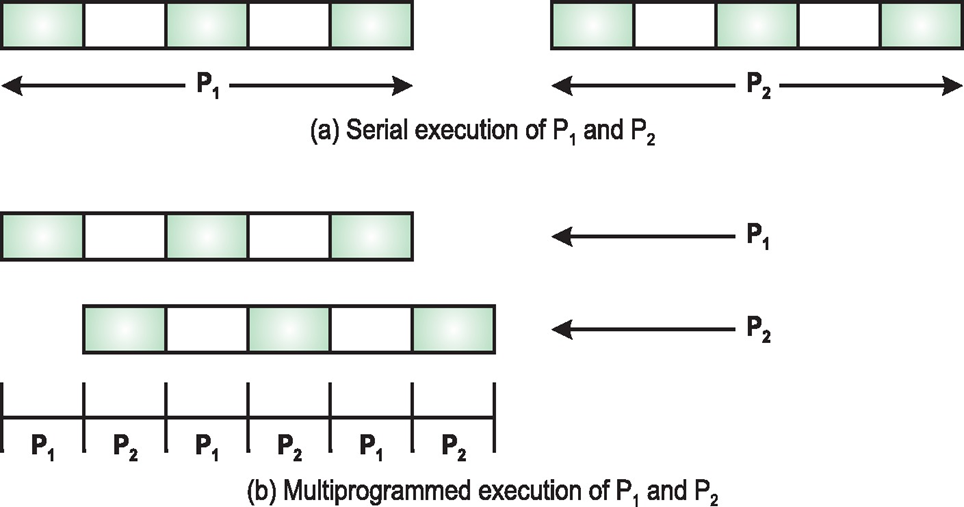 P₁ P₂
(a) Serial execution of P₁ and P₂
P₁
P₂
P₁ P₂ P₁ P₂ P₁ P₂
(b) Multiprogrammed execution of P₁ and P₂